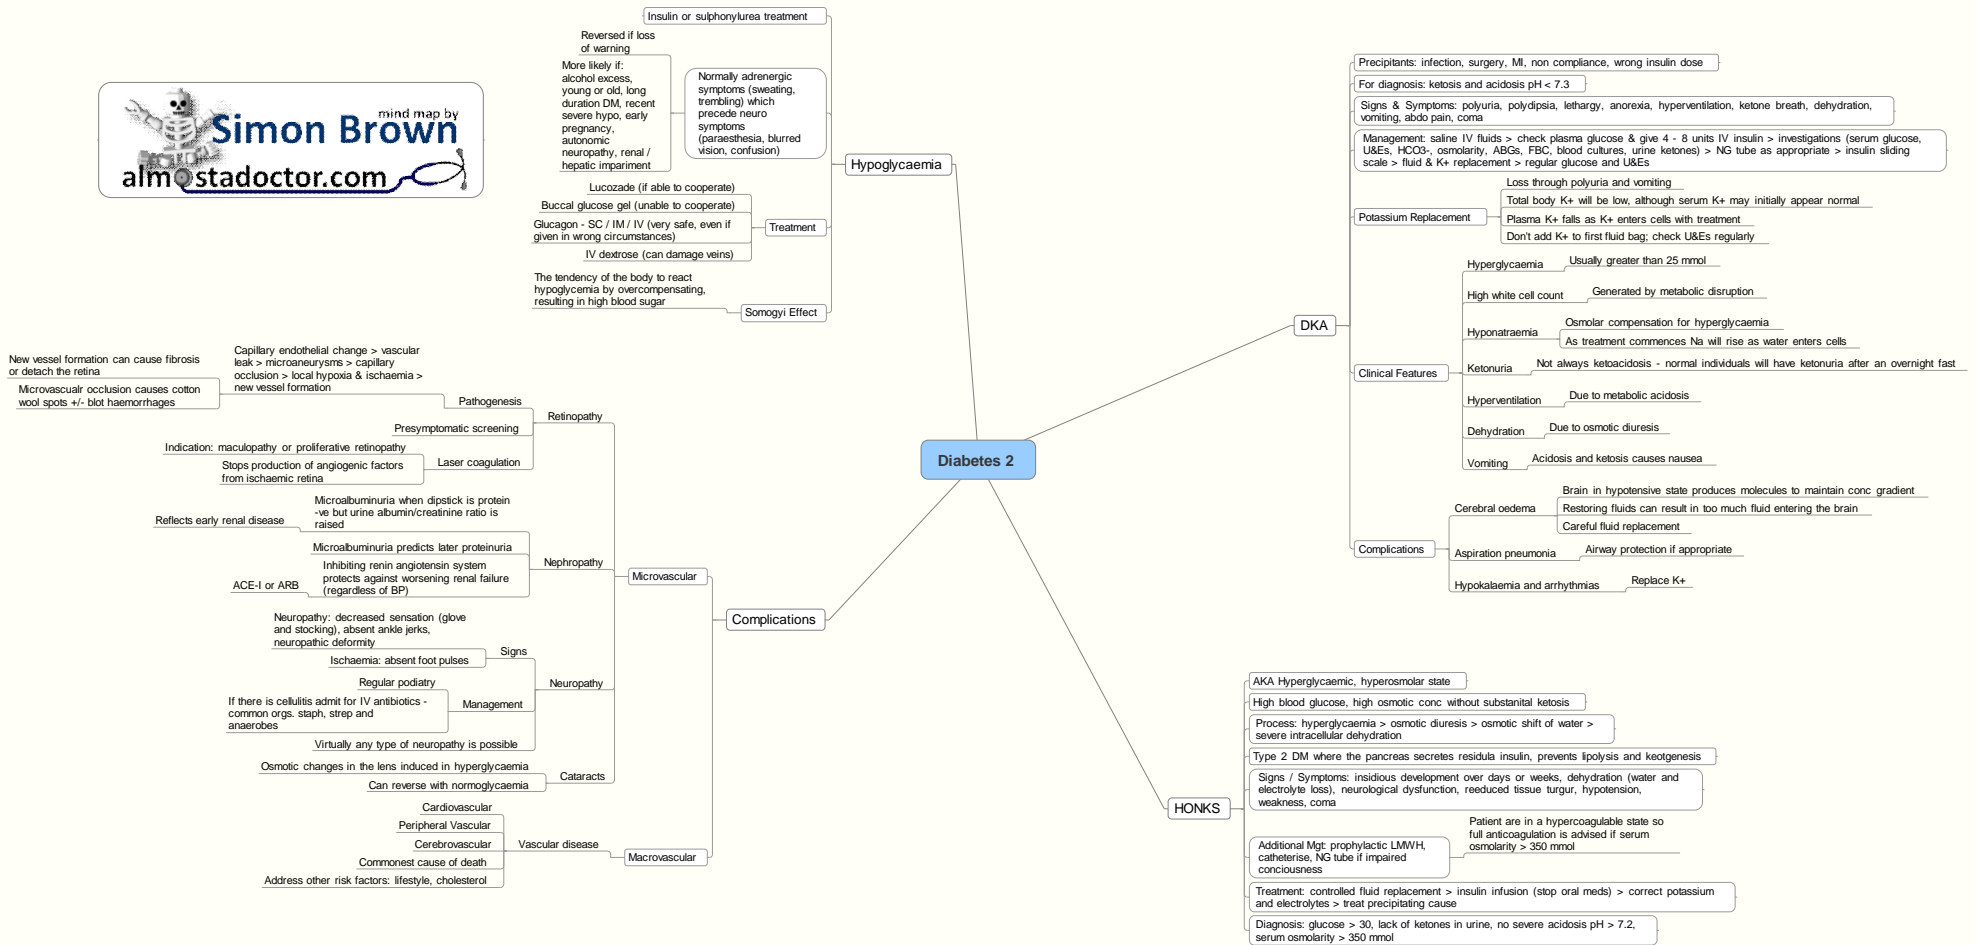 mind map by
Simon Brown
almostadoctor.com
Diabetes 2
Hypoglycaemia
Insulin or sulphonylurea treatment
Normally adrenergic
symptoms (sweating,
trembling) which
precede neuro
symptoms
(paraesthesia, blurred
vision, confusion)
Reversed if loss
of warning
More likely if:
alcohol excess,
young or old, long
duration DM, recent
severe hypo, early
pregnancy,
autonomic
neuropathy, renal /
hepatic impariment
Treatment
Lucozade (if able to cooperate)
Buccal glucose gel (unable to cooperate)
Glucagon - SC / IM / IV (very safe, even if
given in wrong circumstances)
IV dextrose (can damage veins)
Somogyi Effect
The tendency of the body to react
hypoglycemia by overcompensating,
resulting in high blood sugar
DKA
Precipitants: infection, surgery, MI, non compliance, wrong insulin dose
For diagnosis: ketosis and acidosis pH < 7.3
Signs & Symptoms: polyuria, polydipsia, lethargy, anorexia, hyperventilation, ketone breath, dehydration,
vomiting, abdo pain, coma
Management: saline IV fluids > check plasma glucose & give 4 - 8 units IV insulin > investigations (serum glucose,
U&Es, HCO3-, osmolarity, ABGs, FBC, blood cultures, urine ketones) > NG tube as appropriate > insulin sliding
scale > fluid & K+ replacement > regular glucose and U&Es
Potassium Replacement
Loss through polyuria and vomiting
Total body K+ will be low, although serum K+ may initially appear normal
Plasma K+ falls as K+ enters cells with treatment
Don't add K+ to first fluid bag; check U&Es regularly
Clinical Features
Hyperglycaemia
Usually greater than 25 mmol
High white cell count
Generated by metabolic disruption
Hyponatraemia
Osmolar compensation for hyperglycaemia
As treatment commences Na will rise as water enters cells
Ketonuria
Not always ketoacidosis - normal individuals will have ketonuria after an overnight fast
Hyperventilation
Due to metabolic acidosis
Dehydration
Due to osmotic diuresis
Vomiting
Acidosis and ketosis causes nausea
Complications
Cerebral oedema
Brain in hypotensive state produces molecules to maintain conc gradient
Restoring fluids can result in too much fluid entering the brain
Careful fluid replacement
Aspiration pneumonia
Airway protection if appropriate
Hypokalaemia and arrhythmias
Replace K+
HONKS
AKA Hyperglycaemic, hyperosmolar state
High blood glucose, high osmotic conc without substanital ketosis
Process: hyperglycaemia > osmotic diuresis > osmotic shift of water >
severe intracellular dehydration
Type 2 DM where the pancreas secretes residula insulin, prevents lipolysis and keotgenesis
Signs / Symptoms: insidious development over days or weeks, dehydration (water and
electrolyte loss), neurological dysfunction, reeduced tissue turgur, hypotension,
weakness, coma
Additional Mgt: prophylactic LMWH,
catheterise, NG tube if impaired
conciousness
Patient are in a hypercoagulable state so
full anticoagulation is advised if serum
osmolarity > 350 mmol
Treatment: controlled fluid replacement > insulin infusion (stop oral meds) > correct potassium
and electrolytes > treat precipitating cause
Diagnosis: glucose > 30, lack of ketones in urine, no severe acidosis pH > 7.2,
serum osmolarity > 350 mmol
Complications
Microvascular
Retinopathy
Pathogenesis
Capillary endothelial change > vascular
leak > microaneurysms > capillary
occlusion > local hypoxia & ischaemia >
new vessel formation
New vessel formation can cause fibrosis
or detach the retina
Microvascualr occlusion causes cotton
wool spots +/- blot haemorrhages
Presymptomatic screening
Laser coagulation
Indication: maculopathy or proliferative retinopathy
Stops production of angiogenic factors
from ischaemic retina
Nephropathy
Microalbuminuria when dipstick is protein
-ve but urine albumin/creatinine ratio is
raised
Reflects early renal disease
Microalbuminuria predicts later proteinuria
Inhibiting renin angiotensin system
protects against worsening renal failure
(regardless of BP)
ACE-I or ARB
Neuropathy
Signs
Neuropathy: decreased sensation (glove
and stocking), absent ankle jerks,
neuropathic deformity
Ischaemia: absent foot pulses
Management
Regular podiatry
If there is cellulitis admit for IV antibiotics -
common orgs. staph, strep and
anaerobes
Virtually any type of neuropathy is possible
Cataracts
Osmotic changes in the lens induced in hyperglycaemia
Can reverse with normoglycaemia
Macrovascular
Vascular disease
Cardiovascular
Peripheral Vascular
Cerebrovascular
Commonest cause of death
Address other risk factors: lifestyle, cholesterol